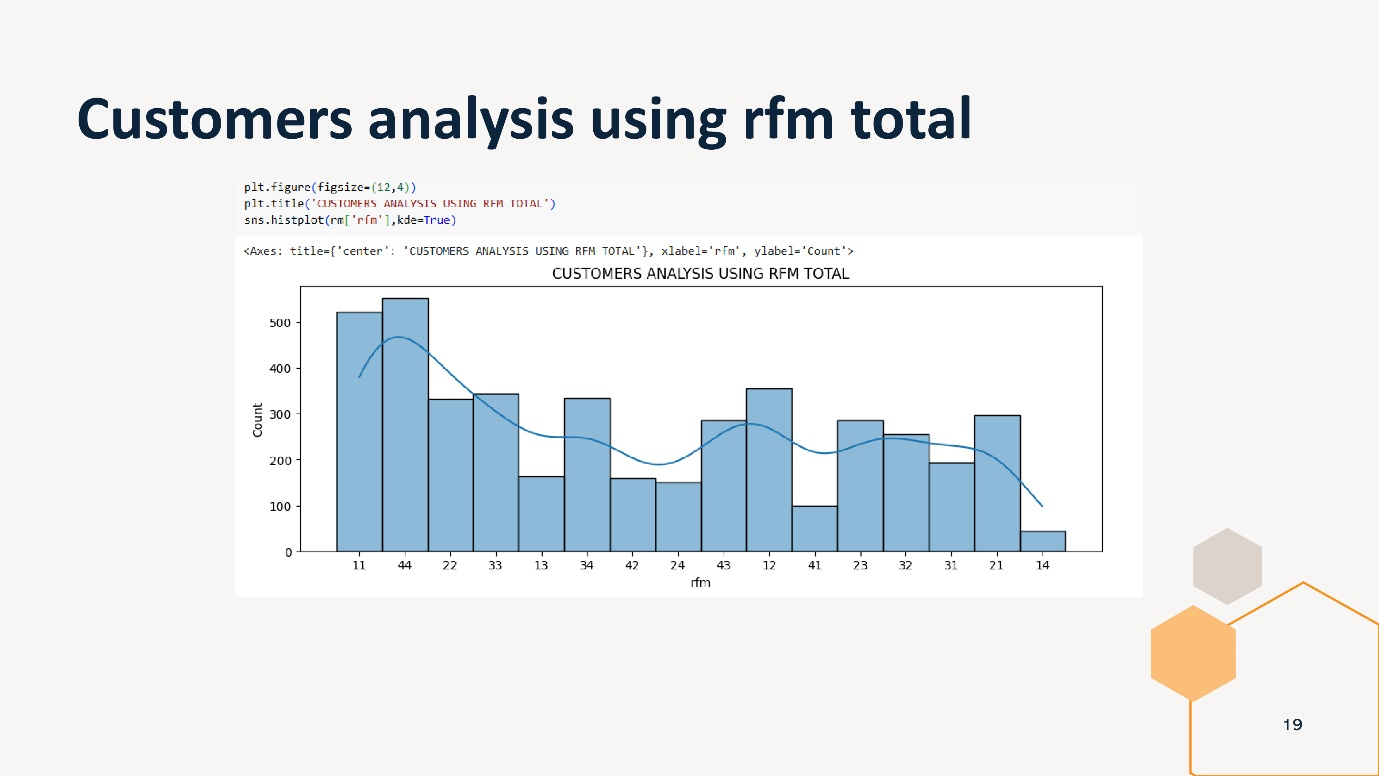 Customers analysis using rfm total
plt.figure(figsize=(12,4))
plt.title('CUSTOMERS ANALYSIS USING RFM TOTAL')
sns.histplot(rm['rfm'],kde=True)
<Axes: title={'center': 'CUSTOMERS ANALYSIS USING RFM TOTAL'}, xlabel='rfm', ylabel='Count'>
CUSTOMERS ANALYSIS USING RFM TOTAL
500
400
300
200
100
0
Count
11 44 22 33 13 34 42 24 43 12 41 23 32 31 21 14
rfm
19